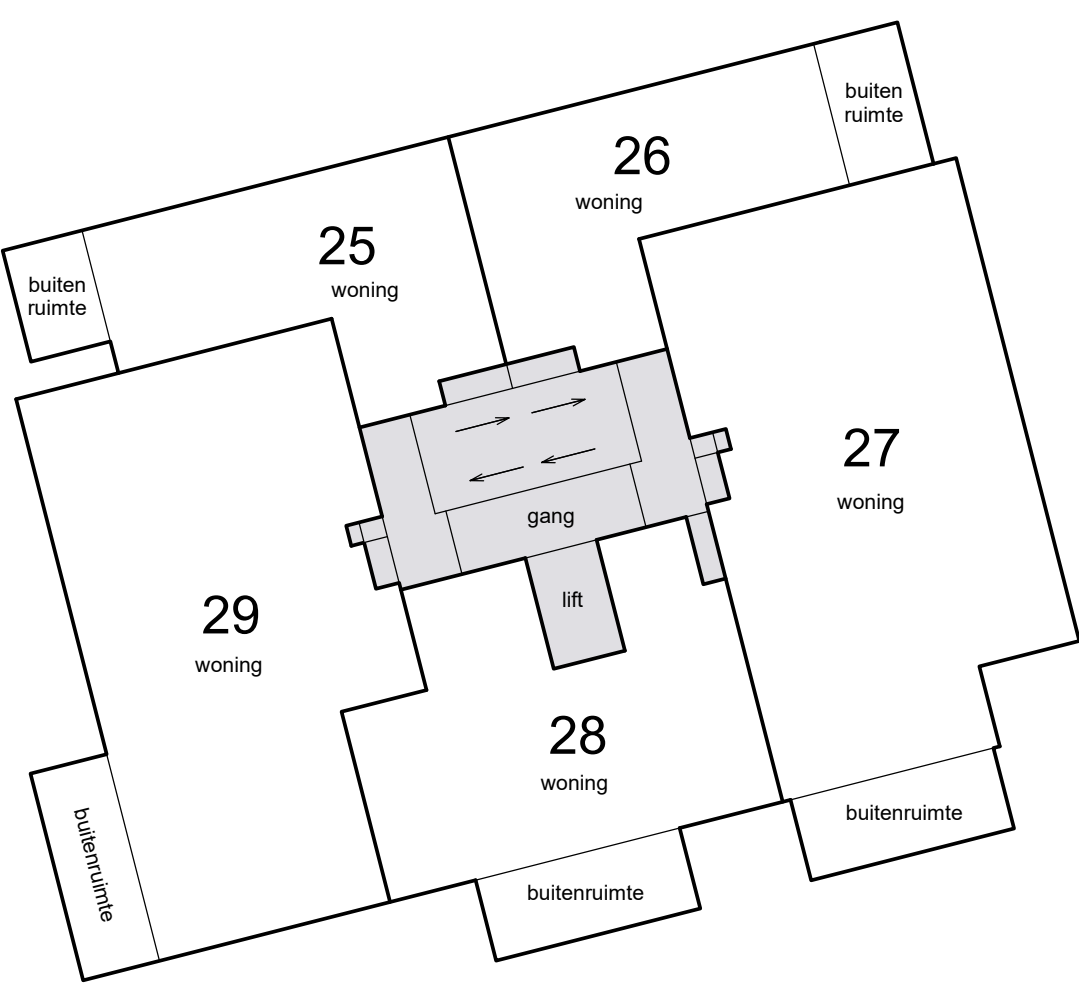 26
woning
buiten
ruimte
25
woning
buiten
ruimte
27
woning
gang
lift
29
woning
28
woning
buitenruimte
buitenruimte
buitenruimte